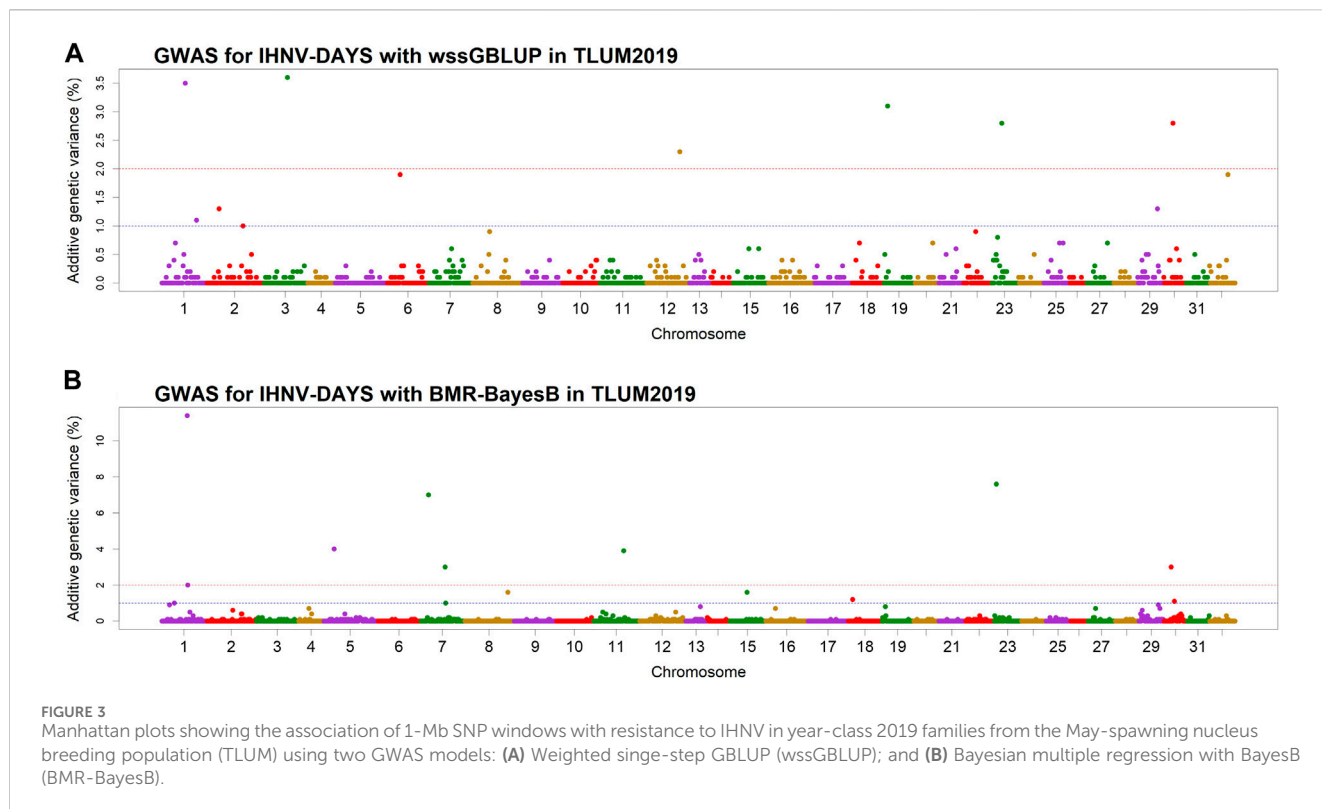 A
GWAS for IHNV-DAYS with wssGBLUP in TLUM2019
Additive genetic variance (%)
3.5
3.0
2.5
2.0
1.5
1.0
0.5
0.0
1 2 3 4 5 6 7 8 9 10 11 12 13 15 16 17 18 19 21 23 25 27 29 31
Chromosome
B
GWAS for IHNV-DAYS with BMR-BayesB in TLUM2019
Additive genetic variance (%)
10
8
6
4
2
0
1 2 3 4 5 6 7 8 9 10 11 12 13 15 16 17 18 19 21 23 25 27 29 31
Chromosome
FIGURE 3
Manhattan plots showing the association of 1-Mb SNP windows with resistance to IHNV in year-class 2019 families from the May-spawning nucleus
breeding population (TLUM) using two GWAS models: (A) Weighted singe-step GBLUP (wssGBLUP); and (B) Bayesian multiple regression with BayesB
(BMR-BayesB).